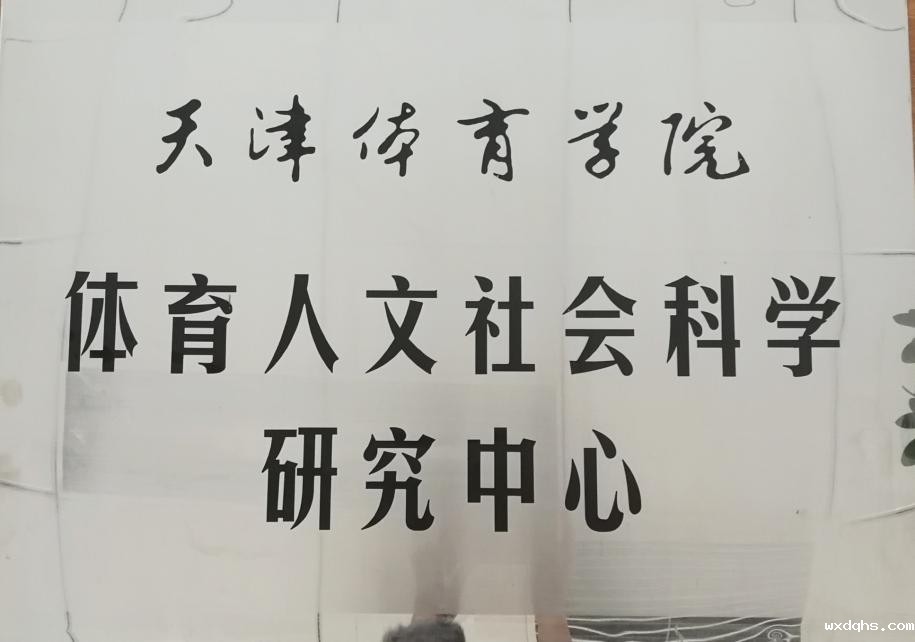 天津体育学院
体育人文社会科学
研究中心
wxdqhs.com